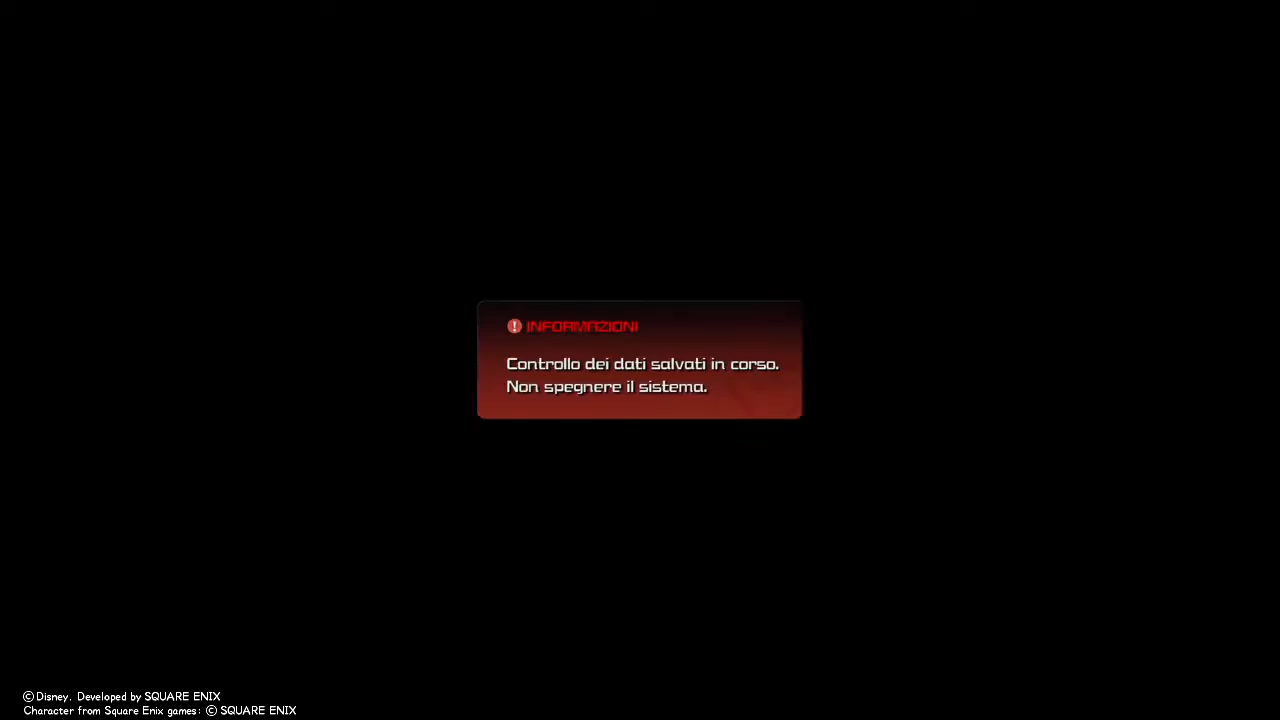 INFORMAZIONI
Controllo dei dati salvati in corso.
Non spegnere il sistema.
©Disney. Developed by SQUARE ENIX
Character from Square Enix games: © SQUARE ENIX